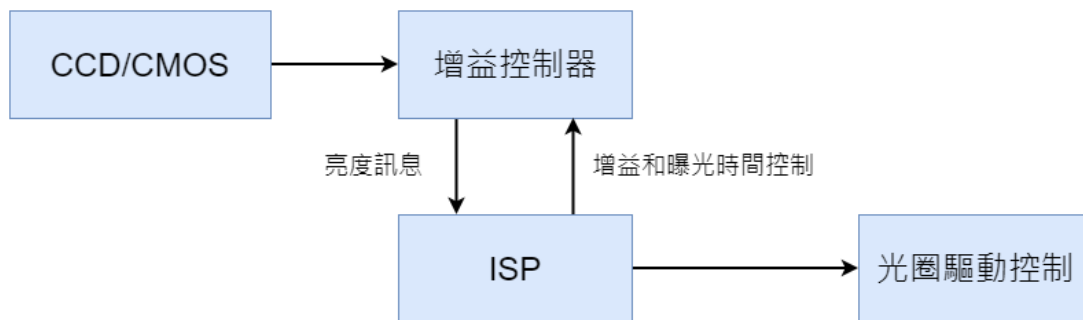 CCD/CMOS
增益控制器
亮度訊息
增益和曝光時間控制
ISP
光圈驅動控制